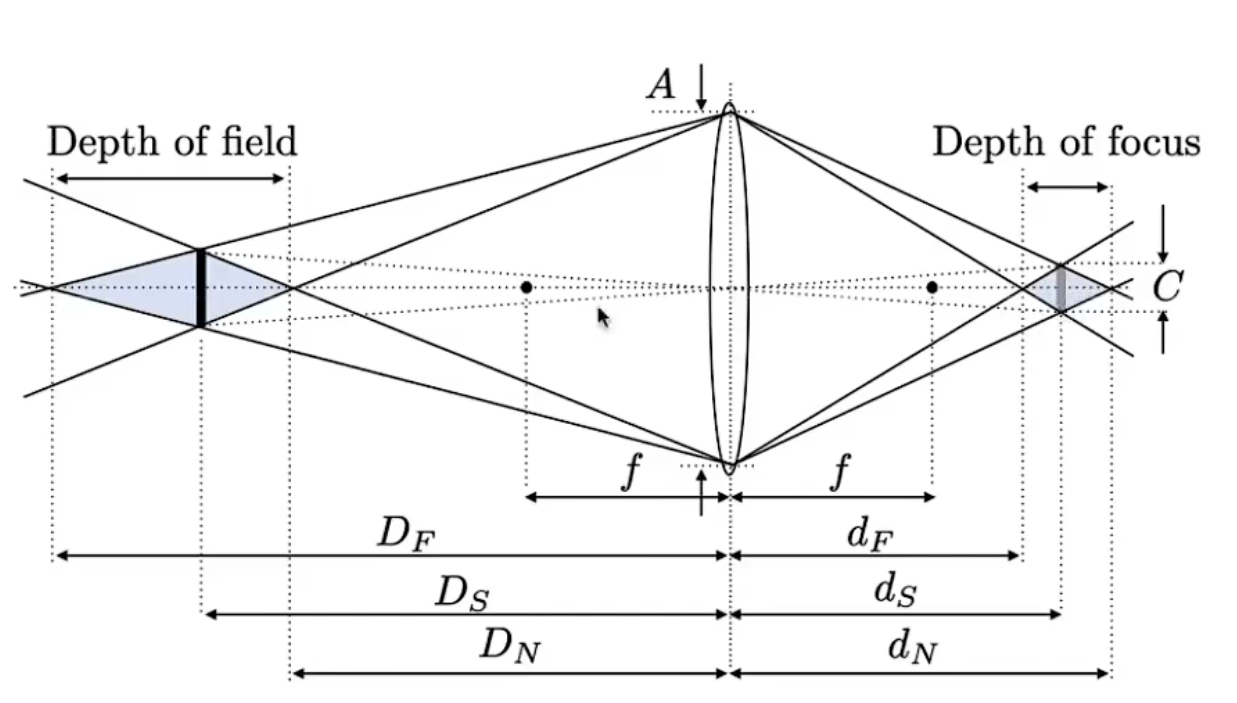 A
Depth of field
Depth of focus
C
f
f
D_F
d_F
D_S
d_S
D_N
d_N